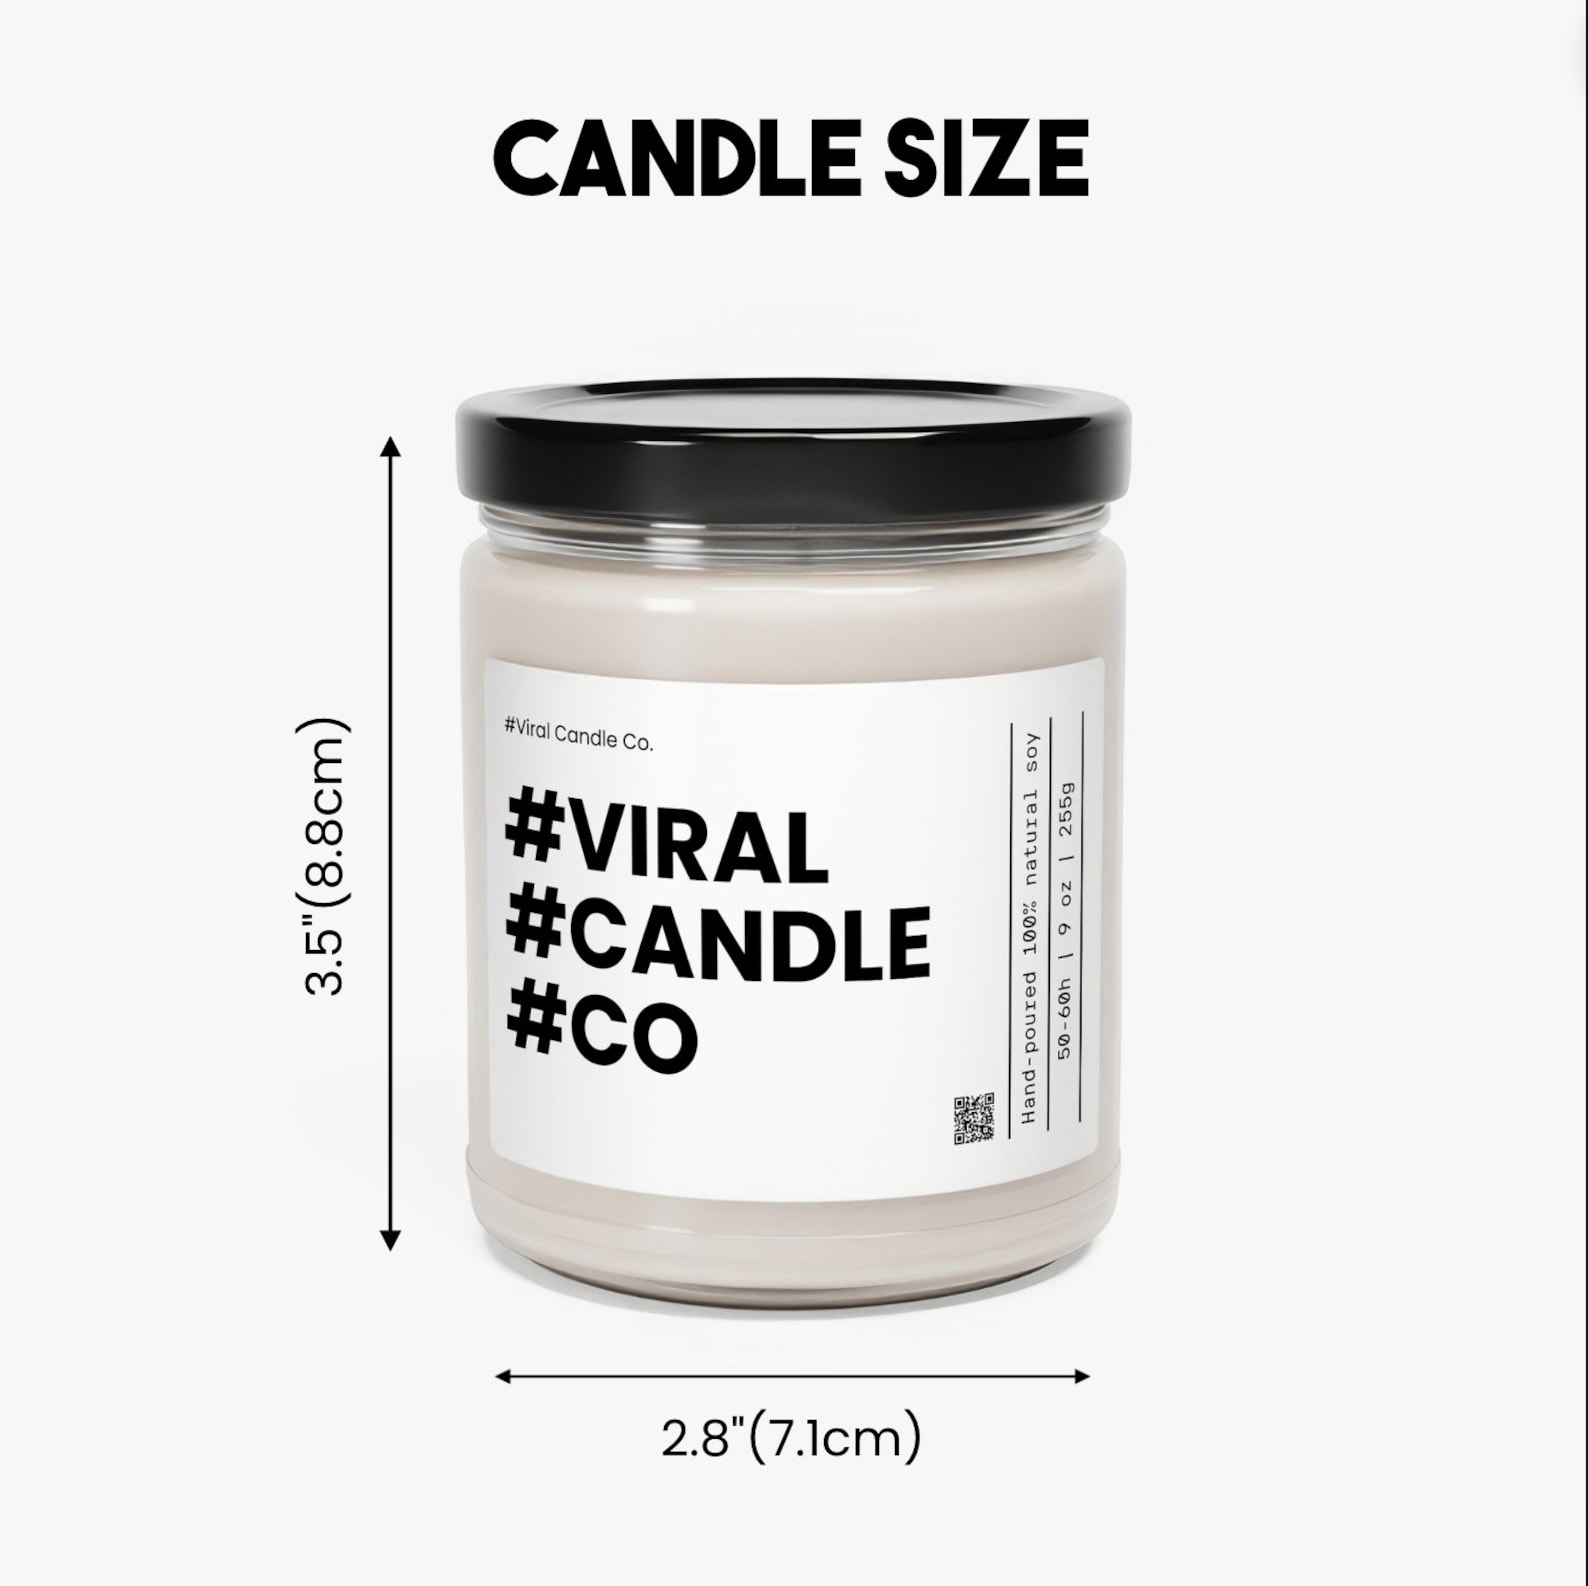 CANDLE SIZE
3.5"(8.8cm)
#Viral Candle Co.
#VIRAL
#CANDLE
#CO
Hand-poured 100% natural soy
50-60h | 9 oz | 255g
2.8"(7.1cm)